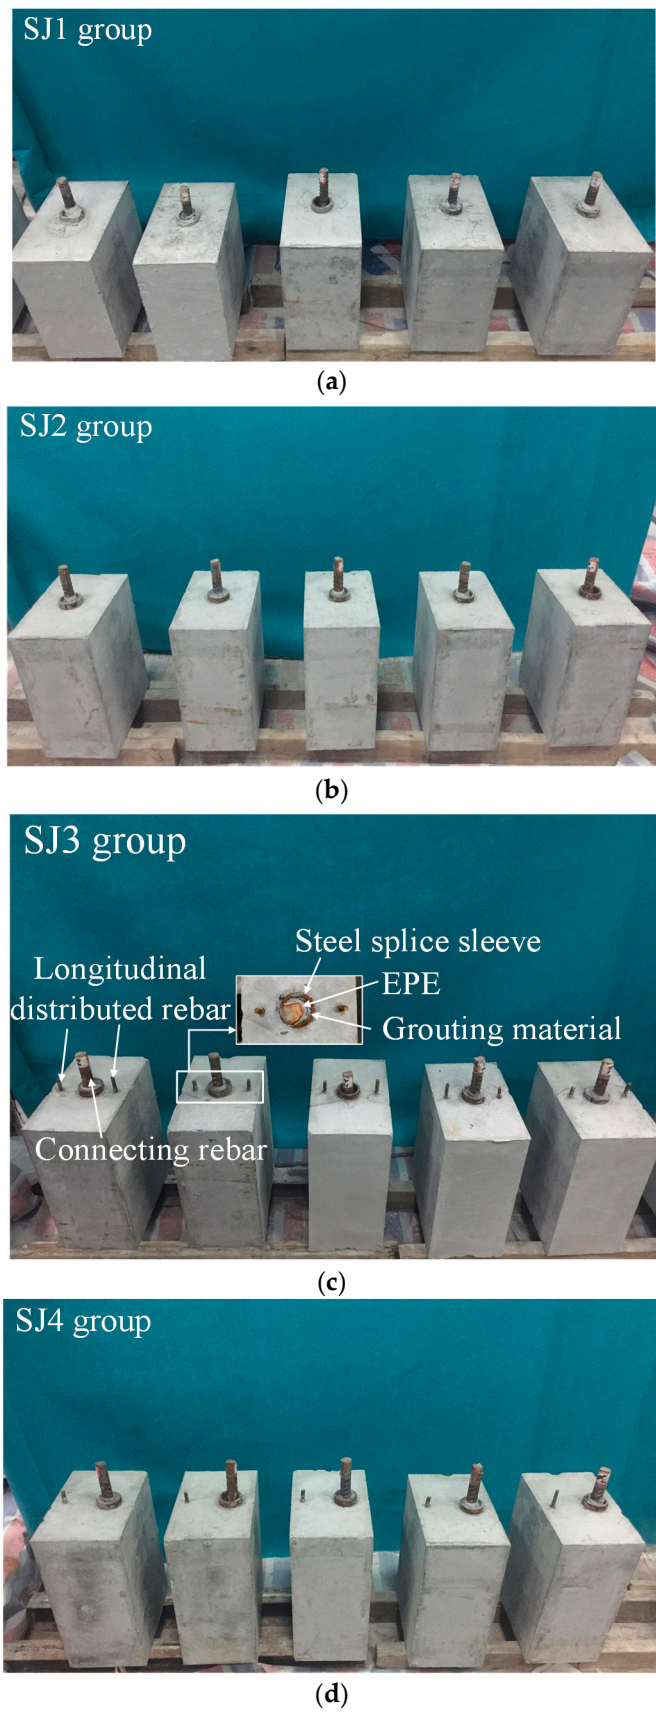 SJ1 group
(a)
SJ2 group
(b)
SJ3 group
Steel splice sleeve
Longitudinal
distributed rebar
EPE
Grouting material
Connecting rebar
(c)
SJ4 group
(d)